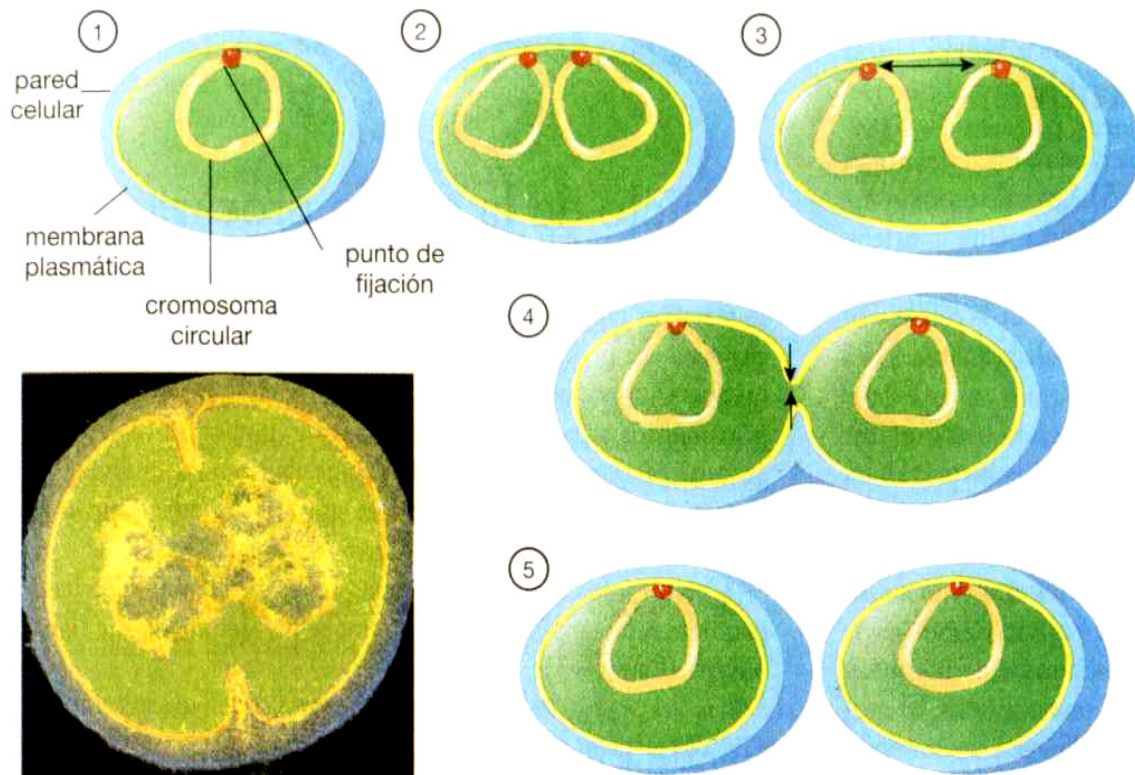 1
2
3
pared
celular
membrana
plasmática
cromosoma
circular
punto de
fijación
4
5